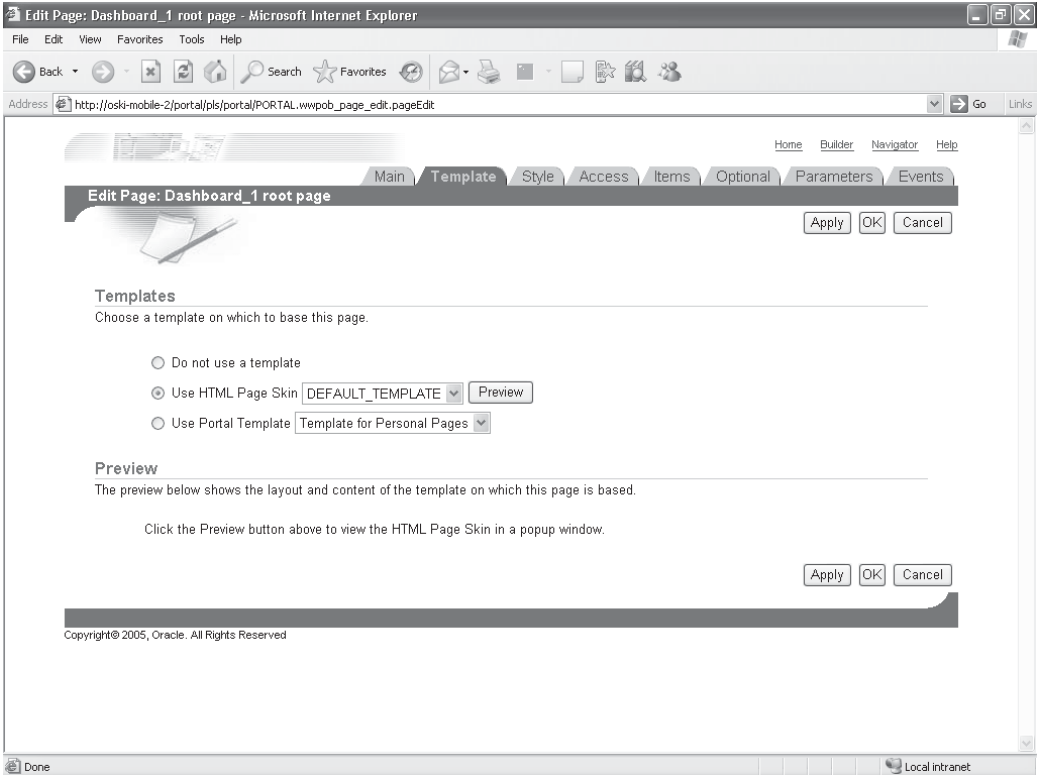 Edit Page: Dashboard_1 root page - Microsoft Internet Explorer
File Edit View Favorites Tools Help
Back Search Favorites
Address http://oski-mobile-2/portal/pls/portal/PORTAL.wwpob_page_edit.pageEdit Go Links
Home Builder Navigator Help
Main Template Style Access Items Optional Parameters Events
Edit Page: Dashboard_1 root page
Apply OK Cancel
Templates
Choose a template on which to base this page.
Do not use a template
Use HTML Page Skin DEFAULT_TEMPLATE Preview
Use Portal Template Template for Personal Pages
Preview
The preview below shows the layout and content of the template on which this page is based.
Click the Preview button above to view the HTML Page Skin in a popup window.
Apply OK Cancel
Copyright© 2005, Oracle. All Rights Reserved
Done Local intranet